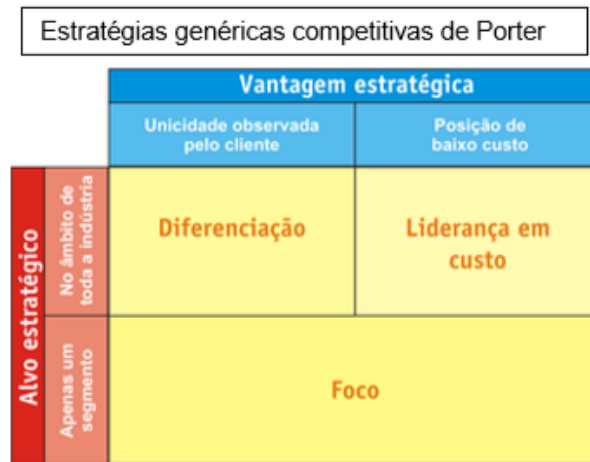 Estratégias genéricas competitivas de Porter
Vantagem estratégica
Unicidade observada
pelo cliente
Posição de
baixo custo
Alvo estratégico
No âmbito de
toda a indústria
Diferenciação
Liderança em
custo
Apenas um
segmento
Foco